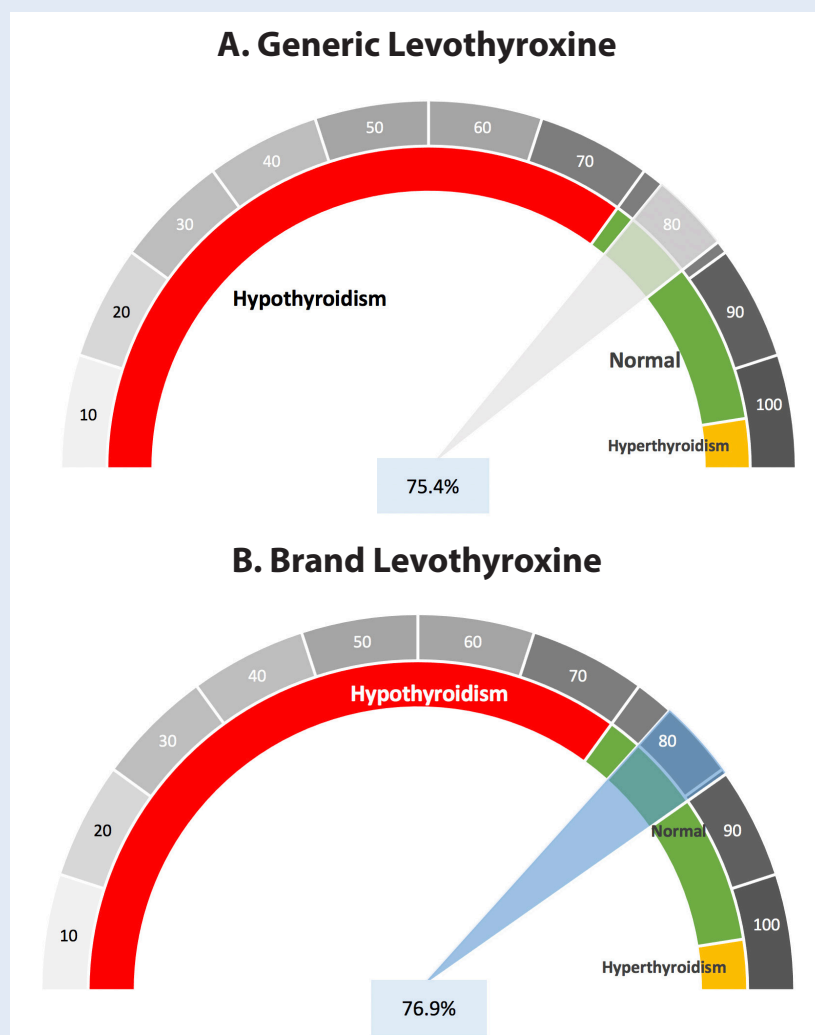 A. Generic Levothyroxine
50
60
40
70
30
80
20
Hypothyroidism
90
Normal
10
100
Hyperthyroidism
75.4%
B. Brand Levothyroxine
50
60
40
70
Hypothyroidism
30
80
20
Normal
90
10
100
Hyperthyroidism
76.9%